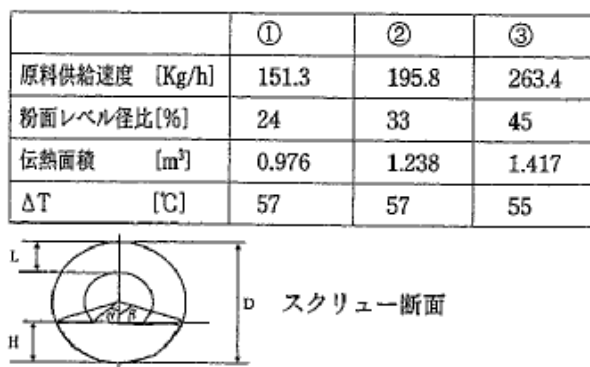 ① ② ③
原料供給速度 [Kg/h] 151.3 195.8 263.4
粉面レベル径比[%] 24 33 45
伝熱面積 [m³] 0.976 1.238 1.417
ΔT [℃] 57 57 55
L
D スクリュー断面
H